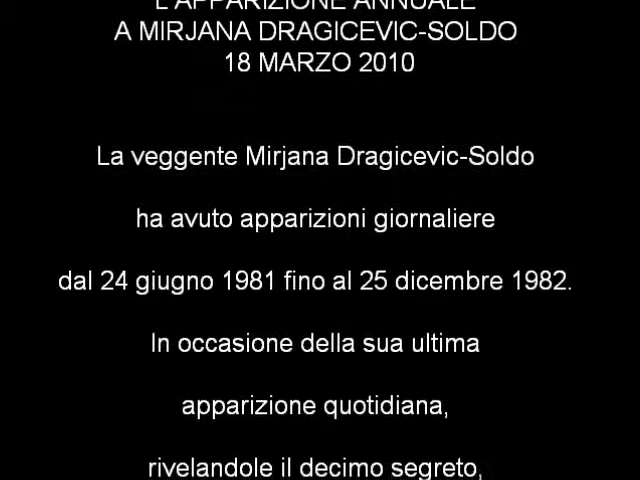 L'APPARIZIONE ANNUALE
A MIRJANA DRAGICEVIC-SOLDO
18 MARZO 2010
La veggente Mirjana Dragicevic-Soldo
ha avuto apparizioni giornaliere
dal 24 giugno 1981 fino al 25 dicembre 1982.
In occasione della sua ultima
apparizione quotidiana,
rivelandole il decimo segreto,